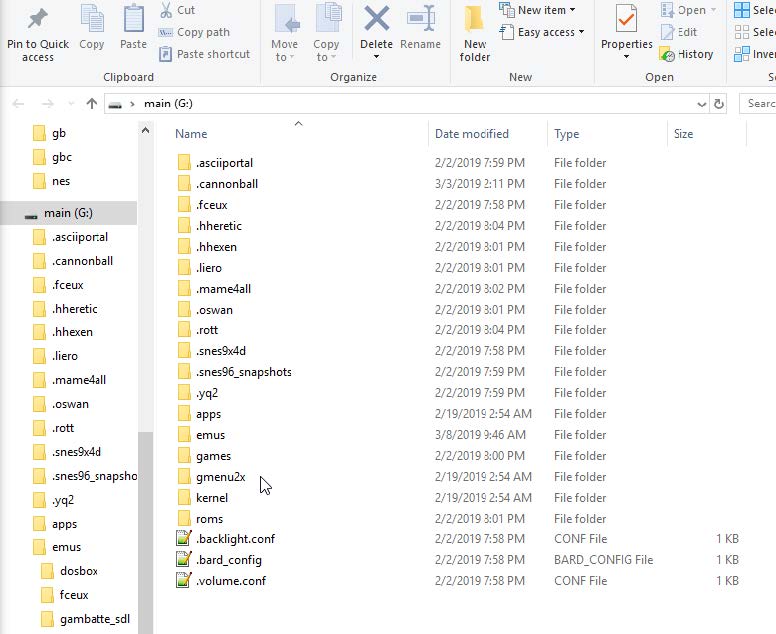 Pin to Quick access
Copy
Paste
Cut
Copy path
Paste shortcut
Clipboard
Move to
Copy to
Delete
Rename
Organize
New folder
New item
Easy access
New
Properties
Open
Edit
History
Open
main (G:)
Name Date modified Type Size
gb
gbc
nes
main (G:)
.asciiportal
.cannonball
.fceux
.hheretic
.hhexen
.liero
.mame4all
.oswan
.rott
.snes9x4d
.snes96_snapsho
.yq2
apps
emus
dosbox
fceux
gambatte_sdl
.asciiportal 2/2/2019 7:59 PM File folder
.cannonball 3/3/2019 2:11 PM File folder
.fceux 2/2/2019 7:58 PM File folder
.hheretic 2/2/2019 8:04 PM File folder
.hhexen 2/2/2019 8:01 PM File folder
.liero 2/2/2019 8:01 PM File folder
.mame4all 2/2/2019 8:02 PM File folder
.oswan 2/2/2019 8:01 PM File folder
.rott 2/2/2019 8:04 PM File folder
.snes9x4d 2/2/2019 7:58 PM File folder
.snes96_snapshots 2/2/2019 7:59 PM File folder
.yq2 2/2/2019 7:59 PM File folder
apps 2/19/2019 2:54 AM File folder
emus 3/8/2019 9:46 AM File folder
games 2/2/2019 8:00 PM File folder
gmenu2x 2/19/2019 2:54 AM File folder
kernel 2/19/2019 2:54 AM File folder
roms 2/2/2019 8:01 PM File folder
.backlight.conf 2/2/2019 7:58 PM CONF File 1 KB
.bard_config 2/2/2019 7:58 PM BARD_CONFIG File 1 KB
.volume.conf 2/2/2019 7:58 PM CONF File 1 KB